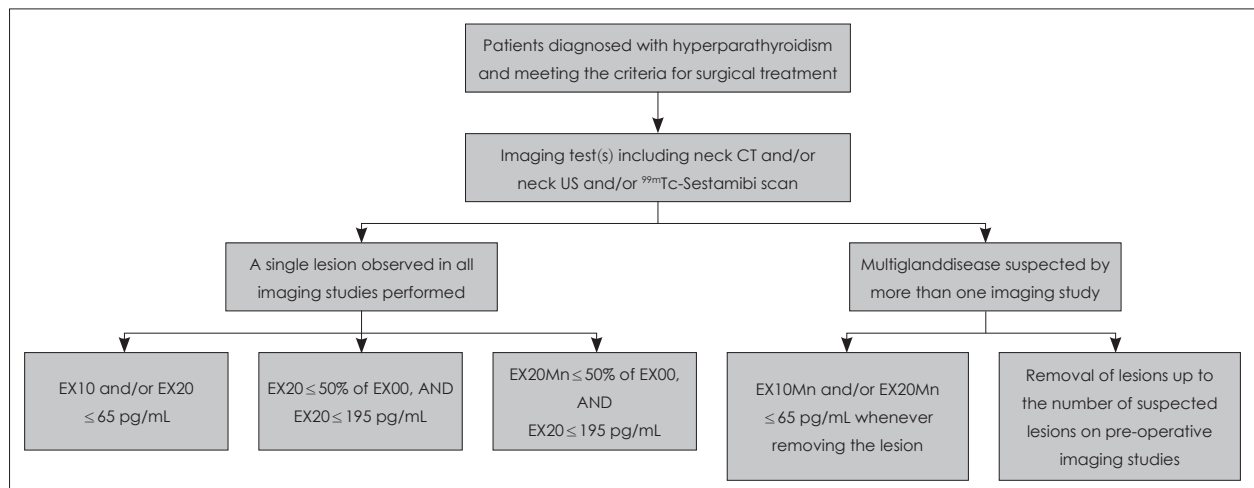 Patients diagnosed with hyperparathyroidism
and meeting the criteria for surgical treatment
Imaging test(s) including neck CT and/or
neck US and/or ⁹⁹ᵐTc-Sestamibi scan
A single lesion observed in all
imaging studies performed
Multiglanddisease suspected by
more than one imaging study
EX10 and/or EX20
≤65 pg/mL
EX20≤50% of EX00, AND
EX20≤195 pg/mL
EX20Mn≤50% of EX00,
AND
EX20≤195 pg/mL
EX10Mn and/or EX20Mn
≤65 pg/mL whenever
removing the lesion
Removal of lesions up to
the number of suspected
lesions on pre-operative
imaging studies